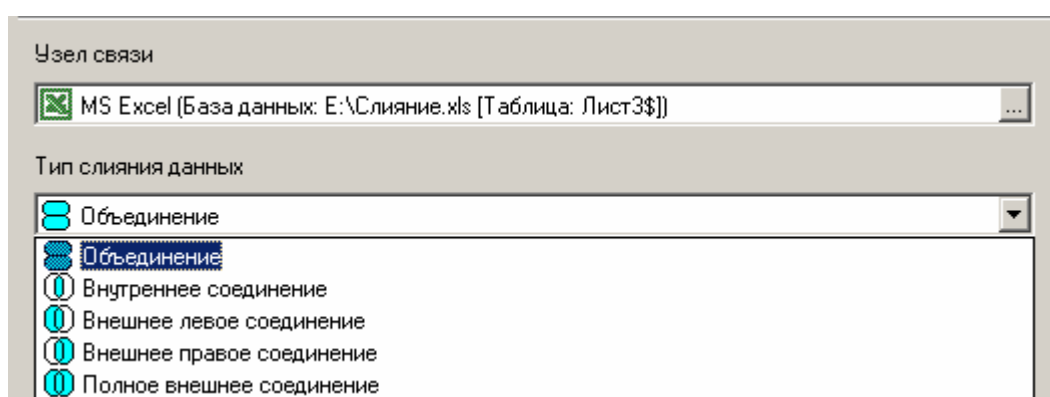 Узел связи
MS Excel (База данных: E:\Слияние.xls [Таблица: Лист3$])
...
Тип слияния данных
Объединение
Объединение
Внутреннее соединение
Внешнее левое соединение
Внешнее правое соединение
Полное внешнее соединение